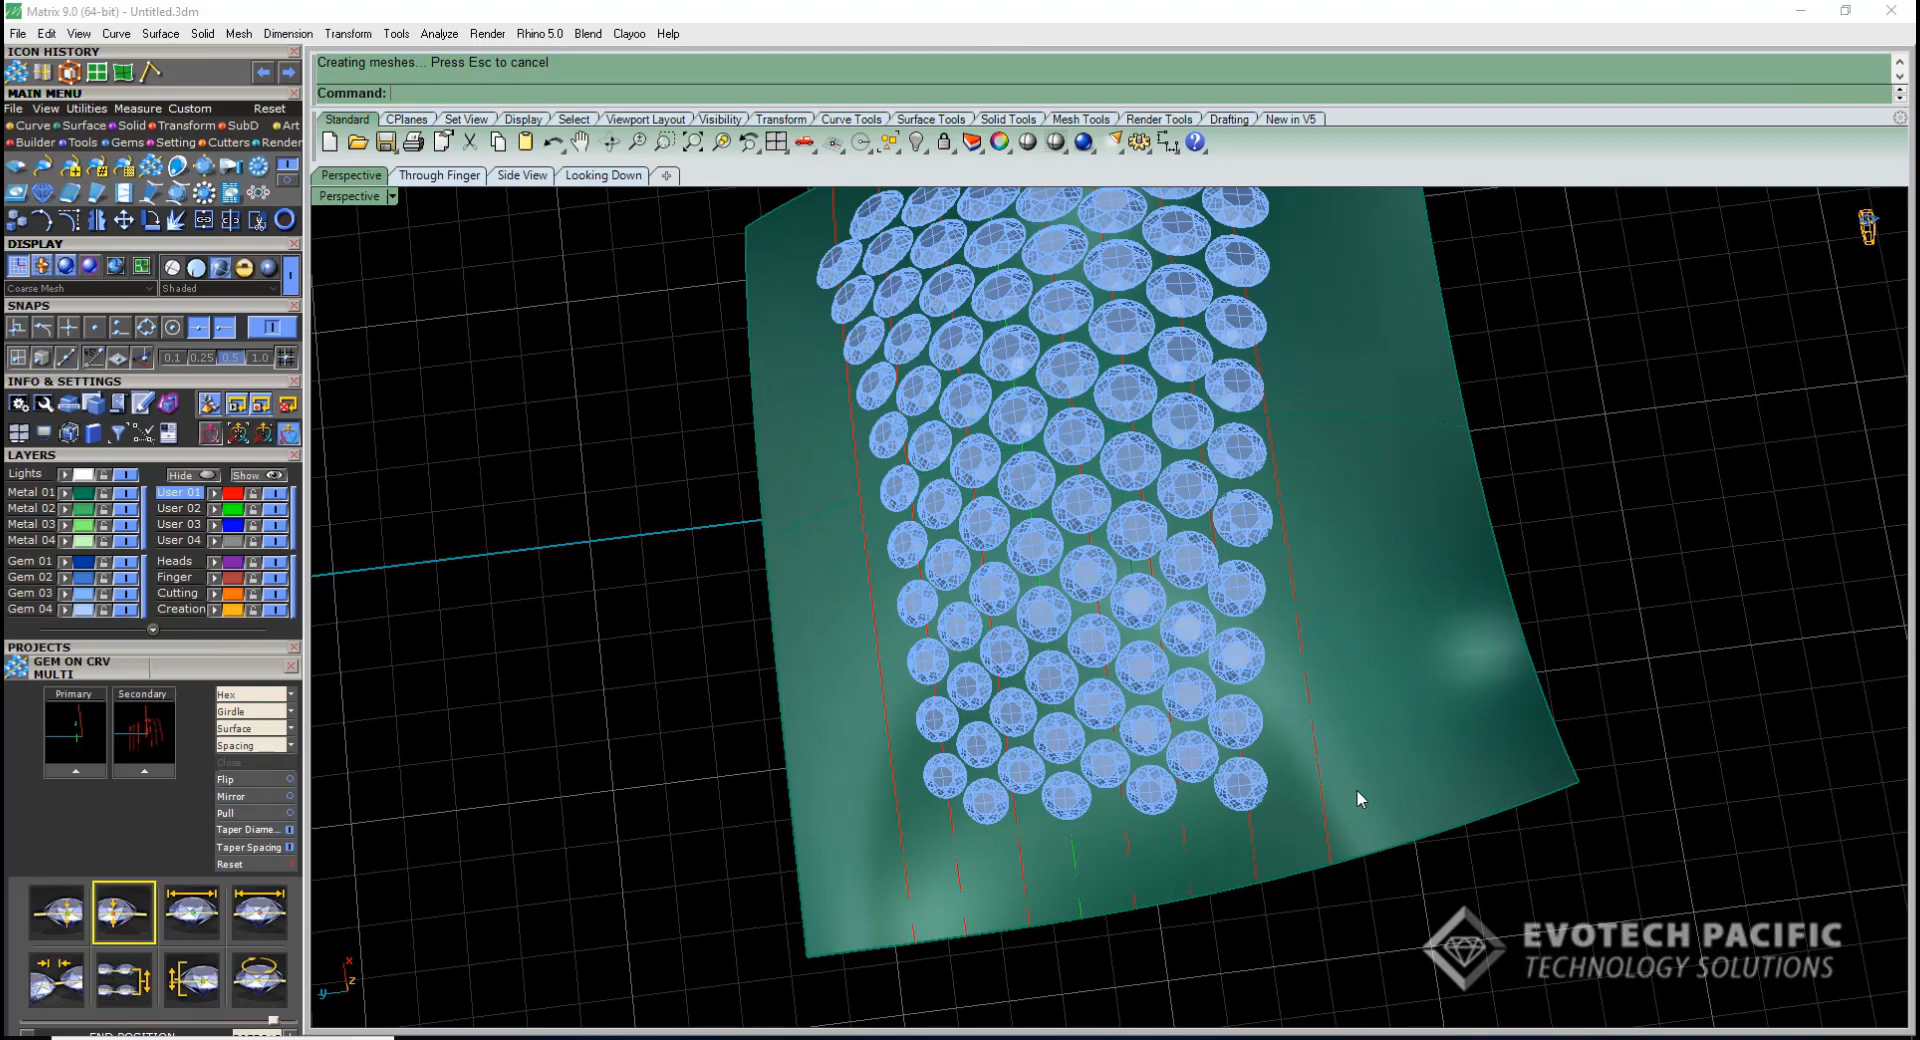 Matrix 9.0 (64-bit) - Untitled.3dm
File Edit View Curve Surface Solid Mesh Dimension Transform Tools Analyze Render Rhino 5.0 Blend Clayoo Help
ICON HISTORY
Creating meshes... Press Esc to cancel
Command:
MAIN MENU
File View Utilities Measure Custom Reset
Curve Surface Solid Transform SubD Art
Builder Tools Gems Setting Cutters Render
Standard CPlanes Set View Display Select Viewport Layout Visibility Transform Curve Tools Surface Tools Solid Tools Mesh Tools Render Tools Drafting New in V5
Perspective Through Finger Side View Looking Down
Perspective
DISPLAY
Coarse Mesh Shaded
SNAPS
0.1 0.25 0.5 1.0
INFO & SETTINGS
LAYERS
Lights Hide Show
Metal 01 User 01
Metal 02 User 02
Metal 03 User 03
Metal 04 User 04
Gem 01 Heads
Gem 02 Finger
Gem 03 Cutting
Gem 04 Creation
PROJECTS
GEM ON CRV
MULTI
Primary Secondary
Hex
Girdle
Surface
Spacing
Close
Flip
Mirror
Pull
Taper Diame...
Taper Spacing
Reset
END POSITION
x
z
y
EVOTECH PACIFIC
TECHNOLOGY SOLUTIONS